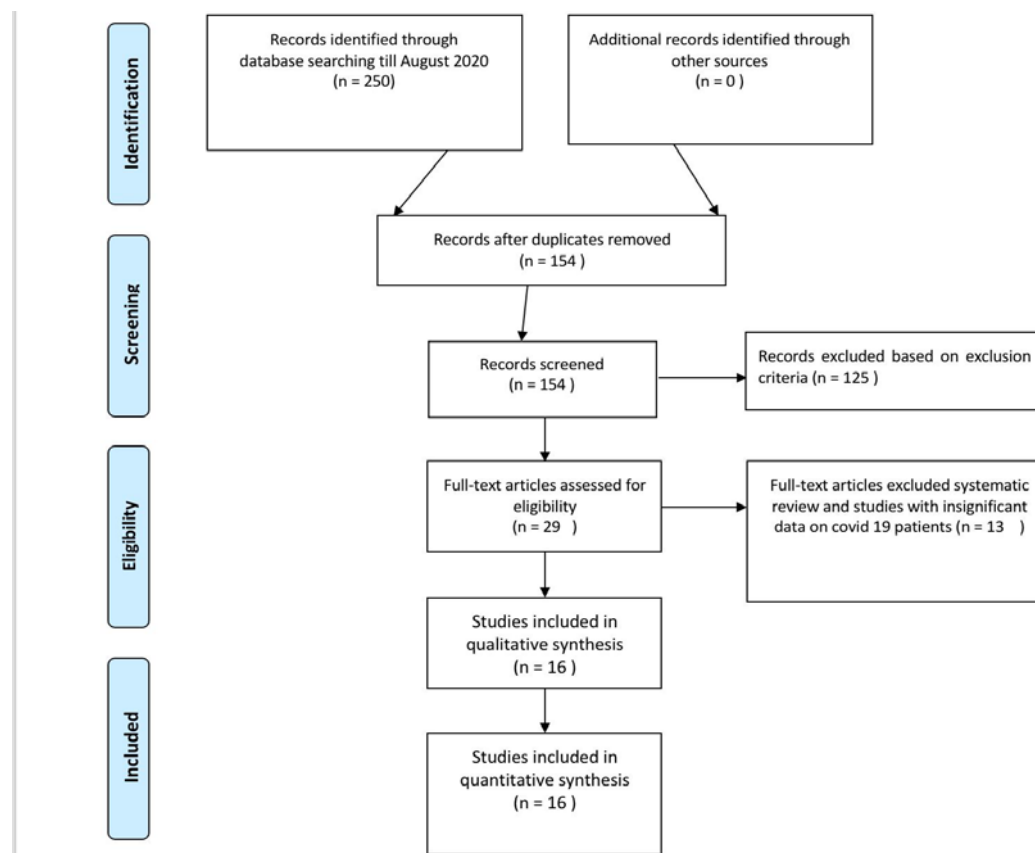 Identification
Records identified through
database searching till August 2020
(n = 250)
Additional records identified through
other sources
(n = 0 )
Screening
Records after duplicates removed
(n = 154 )
Records screened
(n = 154 )
Records excluded based on exclusion
criteria (n = 125 )
Eligibility
Full-text articles assessed for
eligibility
(n = 29 )
Full-text articles excluded systematic
review and studies with insignificant
data on covid 19 patients (n = 13 )
Studies included in
qualitative synthesis
(n = 16 )
Included
Studies included in
quantitative synthesis
(n = 16 )